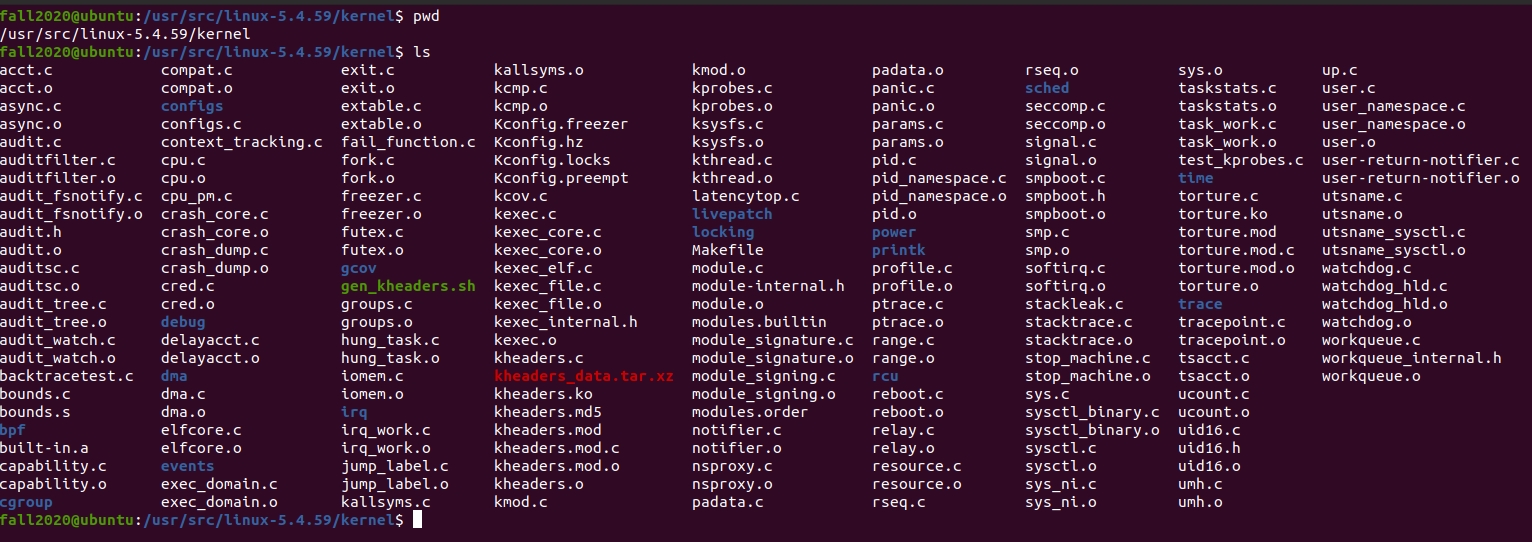 fall2020@ubuntu:/usr/src/linux-5.4.59/kernel$ pwd
/usr/src/linux-5.4.59/kernel
fall2020@ubuntu:/usr/src/linux-5.4.59/kernel$ ls
acct.c compat.c exit.c kallsyms.o kmod.o padata.o rseq.o sys.o up.c
acct.o compat.o exit.o kcmp.c kprobes.c panic.c sched taskstats.c user.c
async.c configs extable.c kcmp.o kprobes.o panic.o seccomp.c taskstats.o user_namespace.c
async.o configs.c extable.o Kconfig.freezer ksysfs.c params.c seccomp.o task_work.c user_namespace.o
audit.c context_tracking.c fail_function.c Kconfig.hz ksysfs.o params.o signal.c task_work.o user.o
auditfilter.c cpu.c fork.c Kconfig.locks kthread.c pid.c signal.o test_kprobes.c user-return-notifier.c
auditfilter.o cpu.o fork.o Kconfig.preempt kthread.o pid_namespace.c smpboot.c time user-return-notifier.o
audit_fsnotify.c cpu_pm.c freezer.c kcov.c latencytop.c pid_namespace.o smpboot.h torture.c utsname.c
audit_fsnotify.o crash_core.c freezer.o kexec.c livepatch pid.o smpboot.o torture.ko utsname.o
audit.h crash_core.o futex.c kexec_core.c locking power smp.c torture.mod utsname_sysctl.c
audit.o crash_dump.c futex.o kexec_core.o Makefile printk smp.o torture.mod.c utsname_sysctl.o
auditsc.c crash_dump.o gcov kexec_elf.c module.c profile.c softirq.c torture.mod.o watchdog.c
auditsc.o cred.c gen_kheaders.sh kexec_file.c module-internal.h profile.o softirq.o torture.o watchdog_hld.c
audit_tree.c cred.o groups.c kexec_file.o module.o ptrace.c stackleak.c trace watchdog_hld.o
audit_tree.o debug groups.o kexec_internal.h modules.builtin ptrace.o stacktrace.c tracepoint.c watchdog.o
audit_watch.c delayacct.c hung_task.c kexec.o module_signature.c range.c stacktrace.o tracepoint.o workqueue.c
audit_watch.o delayacct.o hung_task.o kheaders.c module_signature.o range.o stop_machine.c tsacct.c workqueue_internal.h
backtracetest.c dma iomem.c kheaders_data.tar.xz module_signing.c rcu stop_machine.o tsacct.o workqueue.o
bounds.c dma.c iomem.o kheaders.ko module_signing.o reboot.c sys.c ucount.c
bounds.s dma.o irq kheaders.md5 modules.order reboot.o sysctl_binary.c ucount.o
bpf elfcore.c irq_work.c kheaders.mod notifier.c relay.c sysctl_binary.o uid16.c
built-in.a elfcore.o irq_work.o kheaders.mod.c notifier.o relay.o sysctl.c uid16.h
capability.c events jump_label.c kheaders.mod.o nsproxy.c resource.c sysctl.o uid16.o
capability.o exec_domain.c jump_label.o kheaders.o nsproxy.o resource.o sys_ni.c umh.c
cgroup exec_domain.o kallsyms.c kmod.c padata.c rseq.c sys_ni.o umh.o
fall2020@ubuntu:/usr/src/linux-5.4.59/kernel$